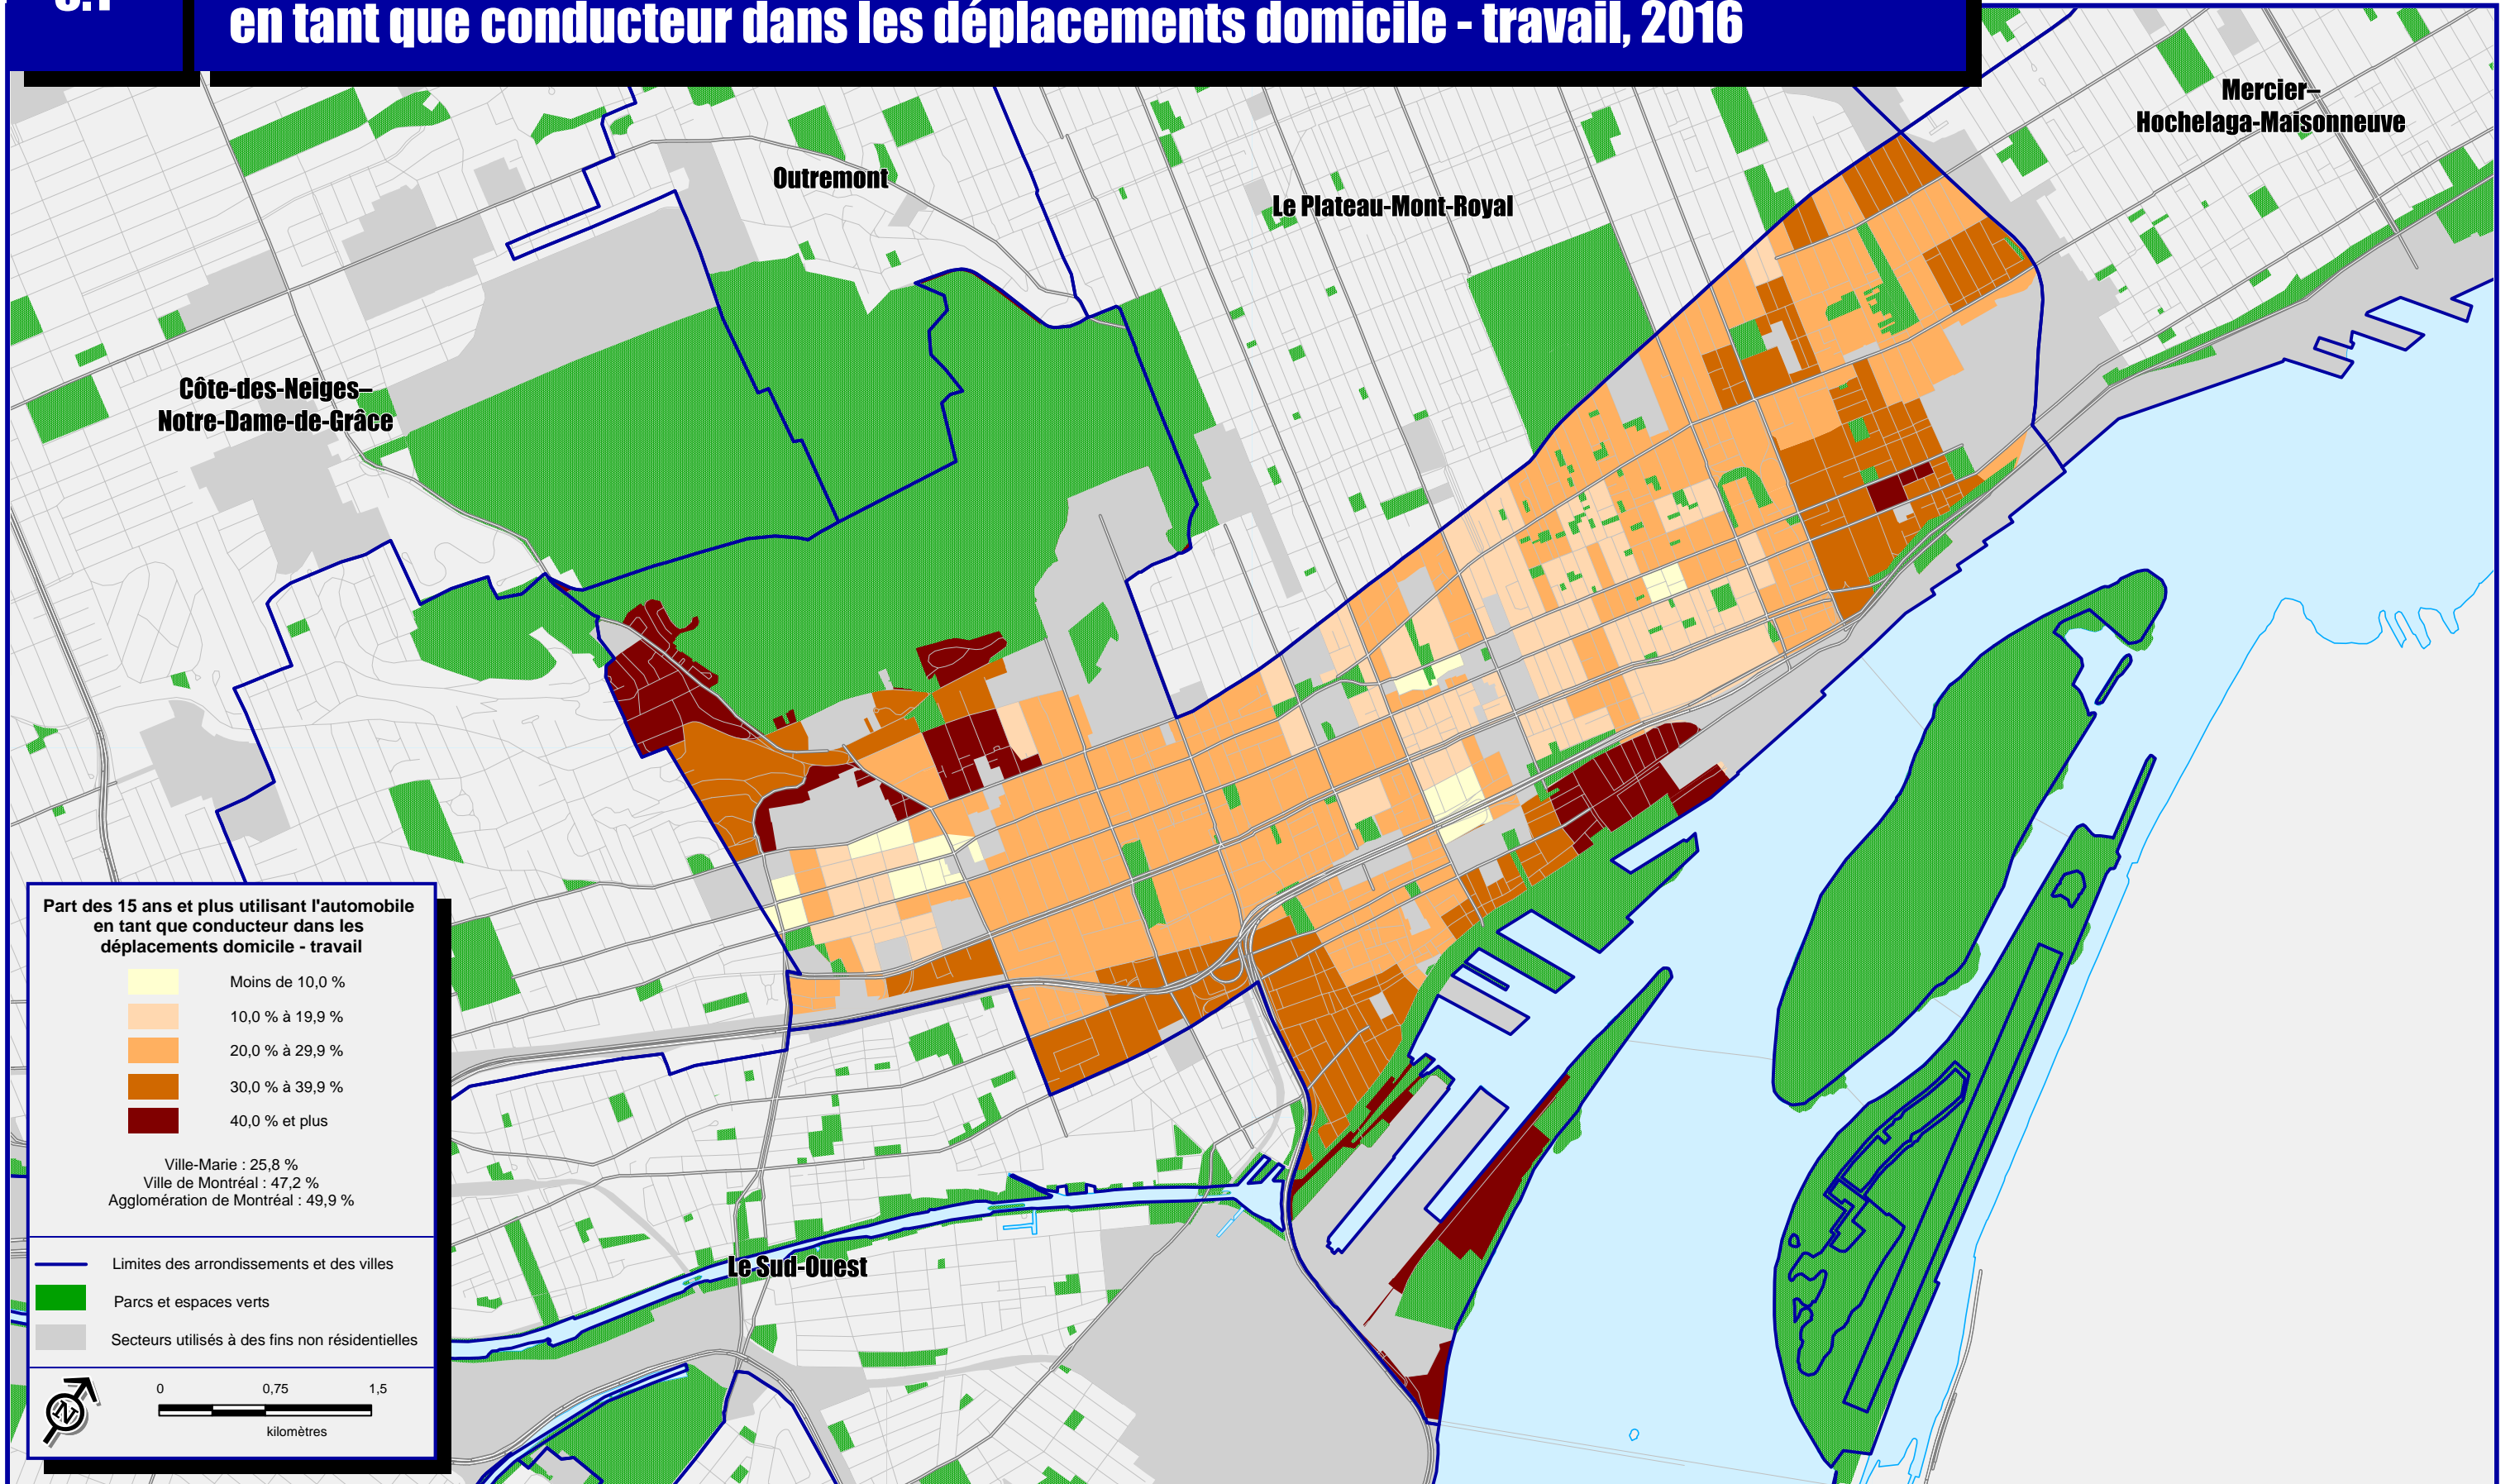 en tant que conducteur dans les déplacements domicile - travail, 2016
Mercier–
Hochelaga-Maisonneuve
Outremont
Le Plateau-Mont-Royal
Côte-des-Neiges–
Notre-Dame-de-Grâce
Part des 15 ans et plus utilisant l'automobile
en tant que conducteur dans les
déplacements domicile - travail
Moins de 10,0 %
10,0 % à 19,9 %
20,0 % à 29,9 %
30,0 % à 39,9 %
40,0 % et plus
Ville-Marie : 25,8 %
Ville de Montréal : 47,2 %
Agglomération de Montréal : 49,9 %
Limites des arrondissements et des villes
Parcs et espaces verts
Secteurs utilisés à des fins non résidentielles
0 0,75 1,5
kilomètres
N
Le Sud-Ouest